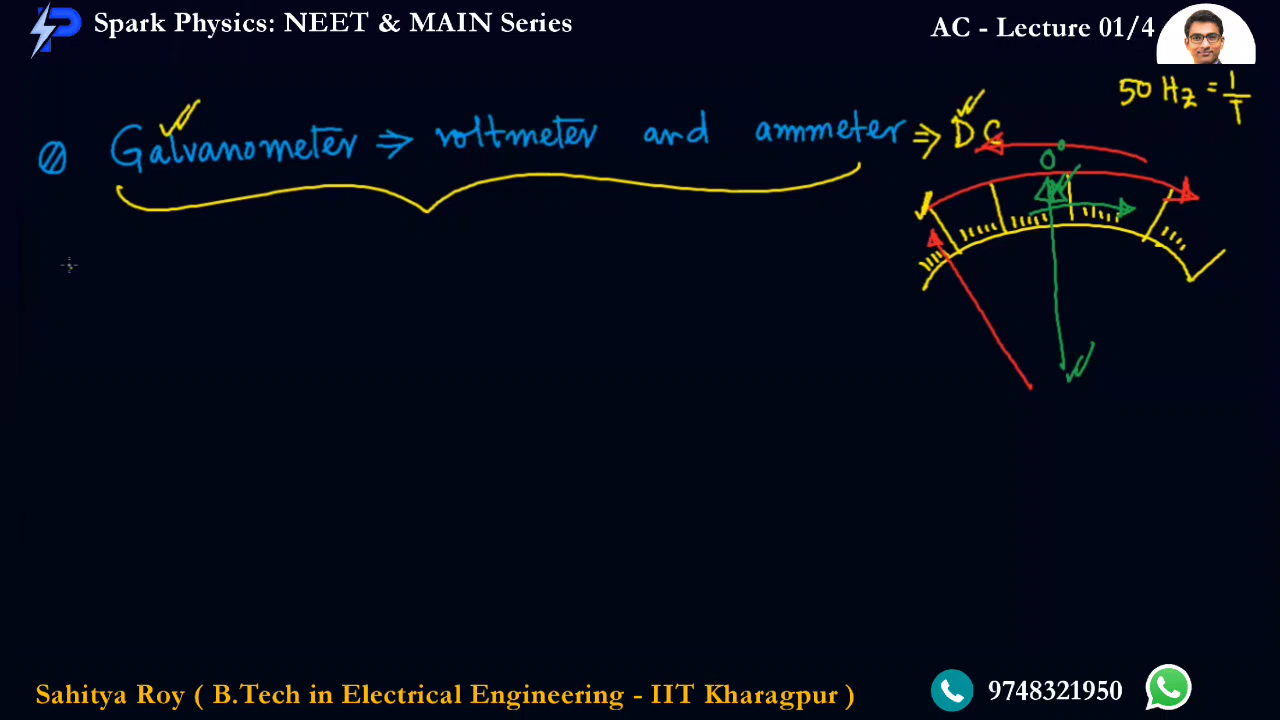 Spark Physics: NEET & MAIN Series
AC - Lecture 01/4
50 Hz = 1/T
Galvanometer ⇒ voltmeter and ammeter ⇒ DC
0°
Sahitya Roy ( B.Tech in Electrical Engineering - IIT Kharagpur )
9748321950